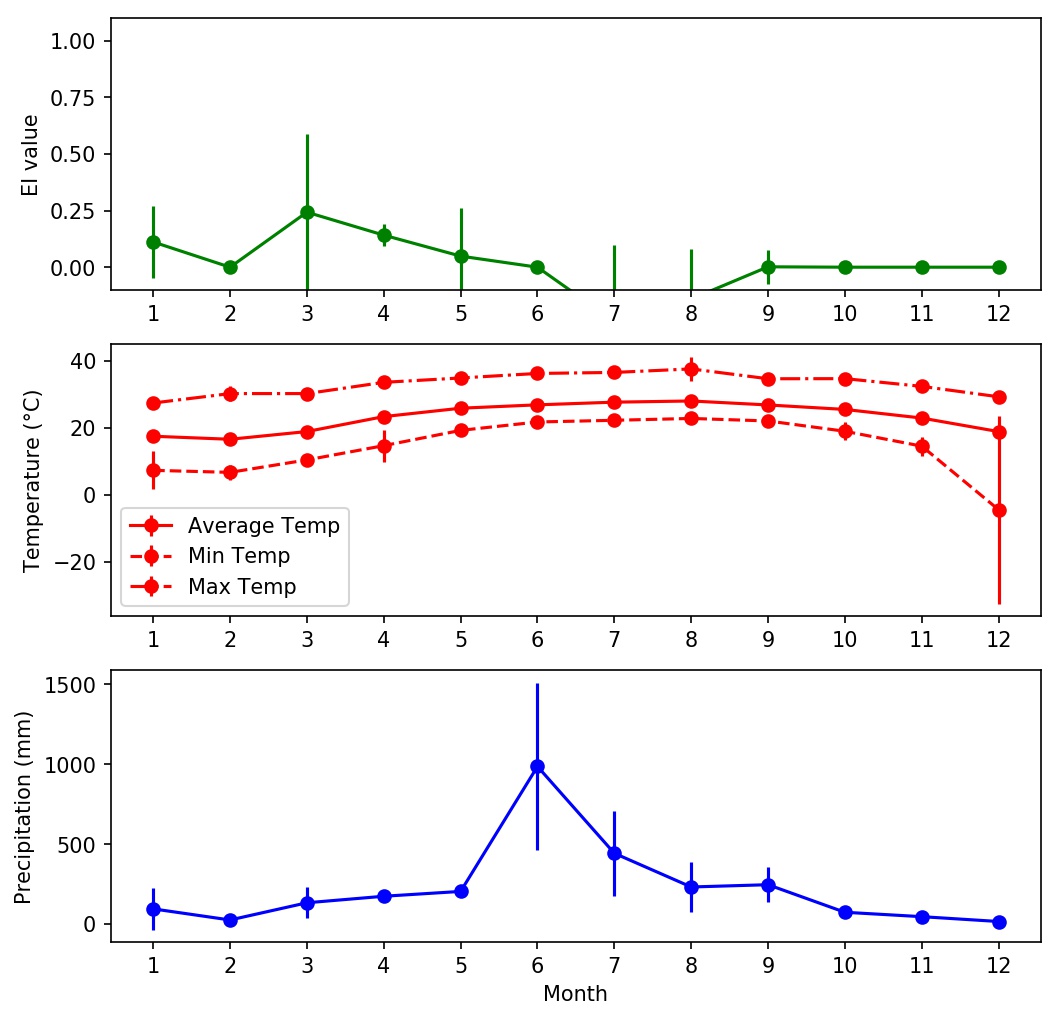 1.00
0.75
0.50
0.25
0.00
EI value
1 2 3 4 5 6 7 8 9 10 11 12
40
20
0
−20
Temperature (°C)
Average Temp
Min Temp
Max Temp
1 2 3 4 5 6 7 8 9 10 11 12
1500
1000
500
0
Precipitation (mm)
1 2 3 4 5 6 7 8 9 10 11 12
Month